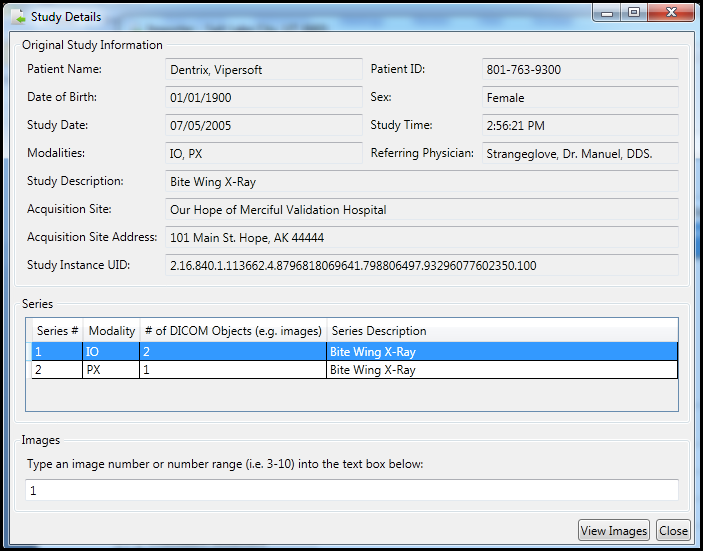 Study Details
Original Study Information
Patient Name: Dentrix, Vipersoft Patient ID: 801-763-9300
Date of Birth: 01/01/1900 Sex: Female
Study Date: 07/05/2005 Study Time: 2:56:21 PM
Modalities: IO, PX Referring Physician: Strangeglove, Dr. Manuel, DDS.
Study Description: Bite Wing X-Ray
Acquisition Site: Our Hope of Merciful Validation Hospital
Acquisition Site Address: 101 Main St. Hope, AK 44444
Study Instance UID: 2.16.840.1.113662.4.8796818069641.798806497.93296077602350.100
Series
Series # Modality # of DICOM Objects (e.g. images) Series Description
1 IO 2 Bite Wing X-Ray
2 PX 1 Bite Wing X-Ray
Images
Type an image number or number range (i.e. 3-10) into the text box below:
1
View Images Close